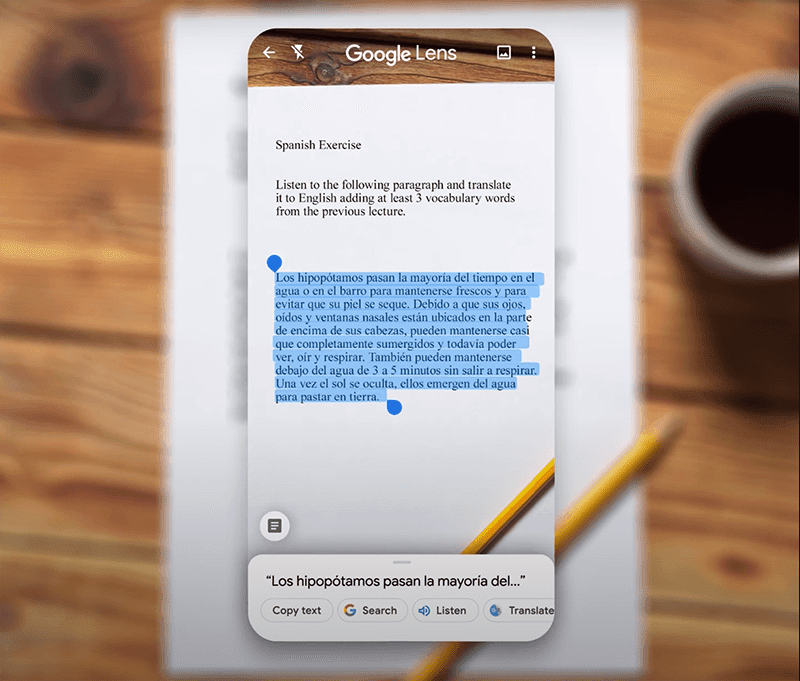 Google Lens
Spanish Exercise
Listen to the following paragraph and translate
it to English adding at least 3 vocabulary words
from the previous lecture.
Los hipopótamos pasan la mayoría del tiempo en el
agua o en el barro para mantenerse frescos y para
evitar que su piel se seque. Debido a que sus ojos,
oídos y ventanas nasales están ubicados en la parte
de encima de sus cabezas, pueden mantenerse casi
que completamente sumergidos y todavía poder
ver, oír y respirar. También pueden mantenerse
debajo del agua de 3 a 5 minutos sin salir a respirar.
Una vez el sol se oculta, ellos emergen del agua
para pastar en tierra.
“Los hipopótamos pasan la mayoría del...”
Copy text Search Listen Translate